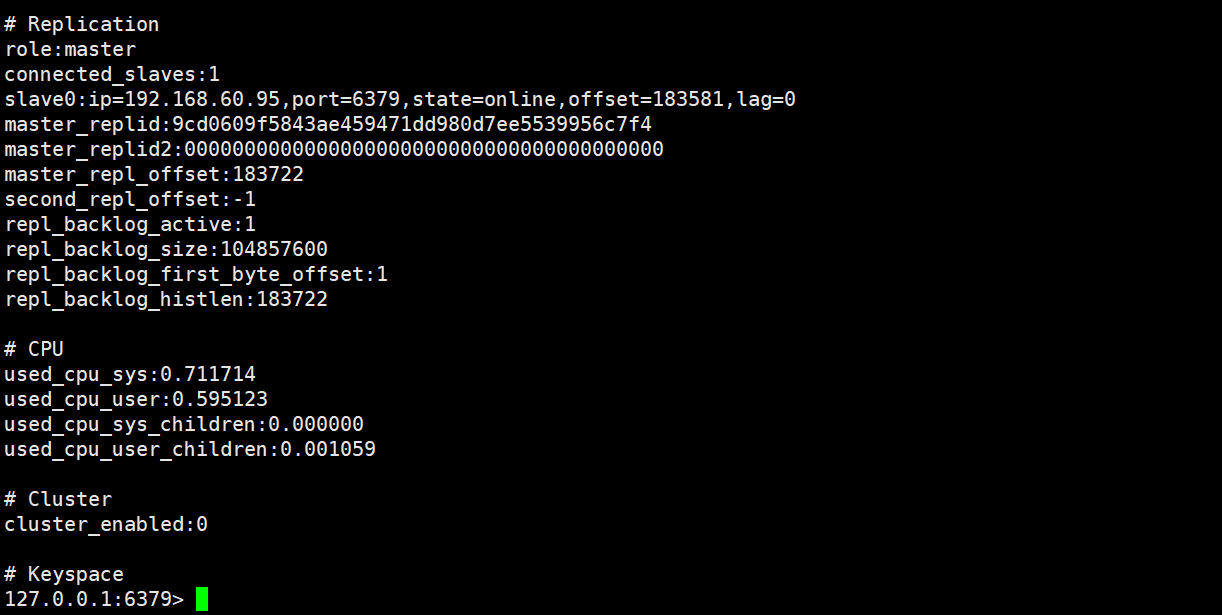 # Replication
role:master
connected_slaves:1
slave0:ip=192.168.60.95,port=6379,state=online,offset=183581,lag=0
master_replid:9cd0609f5843ae459471dd980d7ee5539956c7f4
master_replid2:0000000000000000000000000000000000000000
master_repl_offset:183722
second_repl_offset:-1
repl_backlog_active:1
repl_backlog_size:104857600
repl_backlog_first_byte_offset:1
repl_backlog_histlen:183722
# CPU
used_cpu_sys:0.711714
used_cpu_user:0.595123
used_cpu_sys_children:0.000000
used_cpu_user_children:0.001059
# Cluster
cluster_enabled:0
# Keyspace
127.0.0.1:6379>